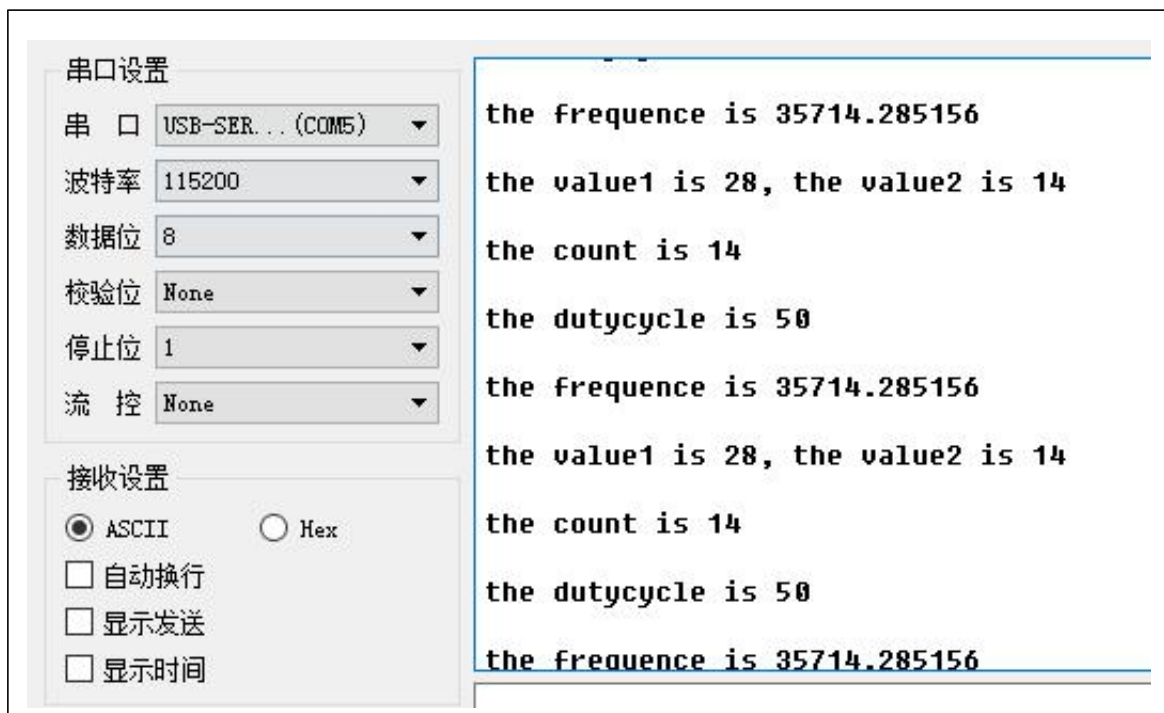 串口设置
串 口 USB-SER...(COM5)
波特率 115200
数据位 8
校验位 None
停止位 1
流 控 None
接收设置
ASCII Hex
自动换行
显示发送
显示时间
the frequence is 35714.285156
the value1 is 28, the value2 is 14
the count is 14
the dutycycle is 50
the frequence is 35714.285156
the value1 is 28, the value2 is 14
the count is 14
the dutycycle is 50
the frequence is 35714.285156